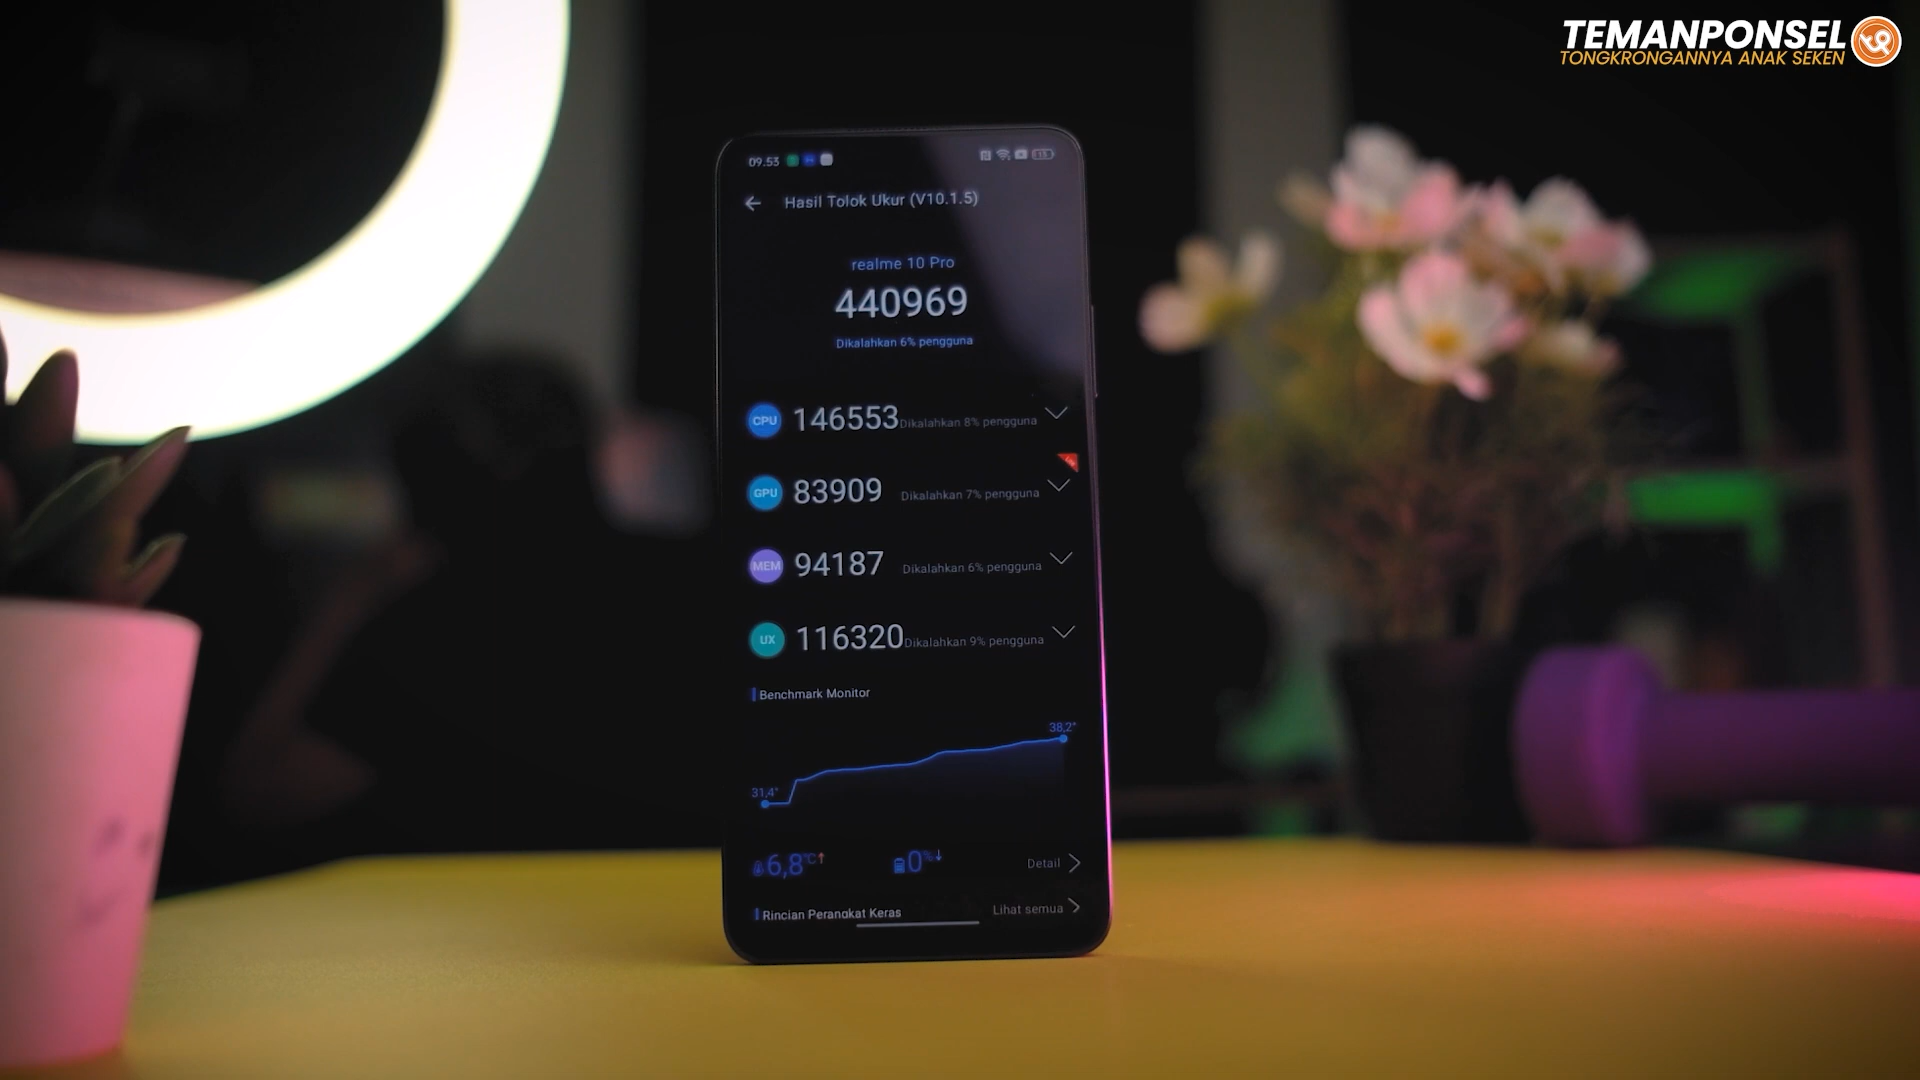 TEMANPONSEL
TONGKRONGANNYA ANAK SEKEN
09.53
Hasil Tolok Ukur (V10.1.5)
realme 10 Pro
440969
Dikalahkan 6% pengguna
CPU 146553 Dikalahkan 8% pengguna
GPU 83909 Dikalahkan 7% pengguna
MEM 94187 Dikalahkan 6% pengguna
UX 116320 Dikalahkan 9% pengguna
Benchmark Monitor
38,2°
31,4°
6,8°C↑ 0%↓ Detail
Rincian Perangkat Keras Lihat semua